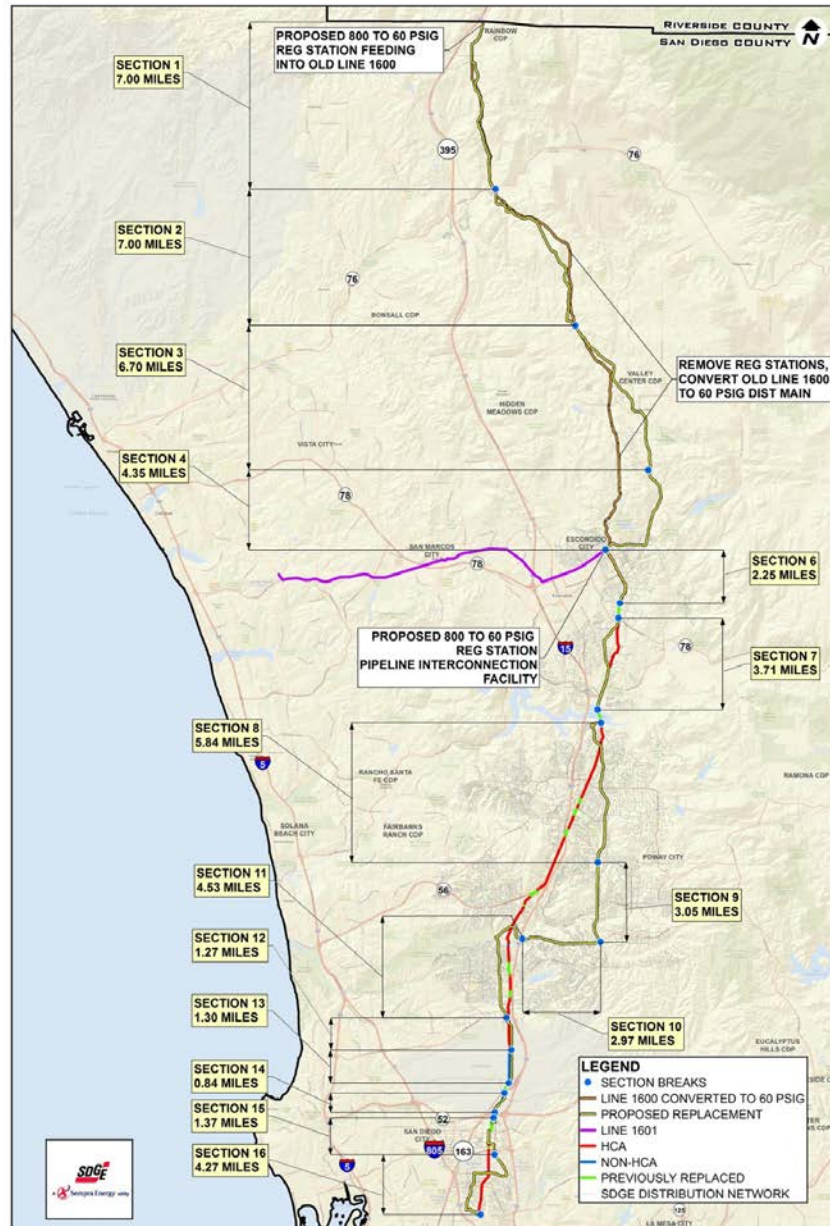 RIVERSIDE COUNTY
SAN DIEGO COUNTY
N
PROPOSED 800 TO 60 PSIG
REG STATION FEEDING
INTO OLD LINE 1600
RAINBOW
CDP
SECTION 1
7.00 MILES
395
76
SECTION 2
7.00 MILES
76
BONSALL CDP
SECTION 3
6.70 MILES
VALLEY
CENTER CDP
REMOVE REG STATIONS,
CONVERT OLD LINE 1600
TO 60 PSIG DIST MAIN
HIDDEN
MEADOWS CDP
VISTA CITY
SECTION 4
4.35 MILES
78
ESCONDIDO
CITY
SAN MARCOS
CITY
78
SECTION 6
2.25 MILES
PROPOSED 800 TO 60 PSIG
REG STATION
PIPELINE INTERCONNECTION
FACILITY
15
78
SECTION 7
3.71 MILES
SECTION 8
5.84 MILES
5
RANCHO SANTA
FE CDP
RAMONA CDP
SOLANA
BEACH CITY
FAIRBANKS
RANCH CDP
POWAY CITY
SECTION 11
4.53 MILES
56
SECTION 9
3.05 MILES
SECTION 12
1.27 MILES
SECTION 13
1.30 MILES
SECTION 10
2.97 MILES
EUCALYPTUS
HILLS CDP
SECTION 14
0.84 MILES
SECTION 15
1.37 MILES
52
SAN DIEGO
CITY
805
163
SECTION 16
4.27 MILES
5
LEGEND
SECTION BREAKS
LINE 1600 CONVERTED TO 60 PSIG
PROPOSED REPLACEMENT
LINE 1601
HCA
NON-HCA
PREVIOUSLY REPLACED
SDGE DISTRIBUTION NETWORK
125
LA MESA CITY
SDGE
A Sempra Energy utility